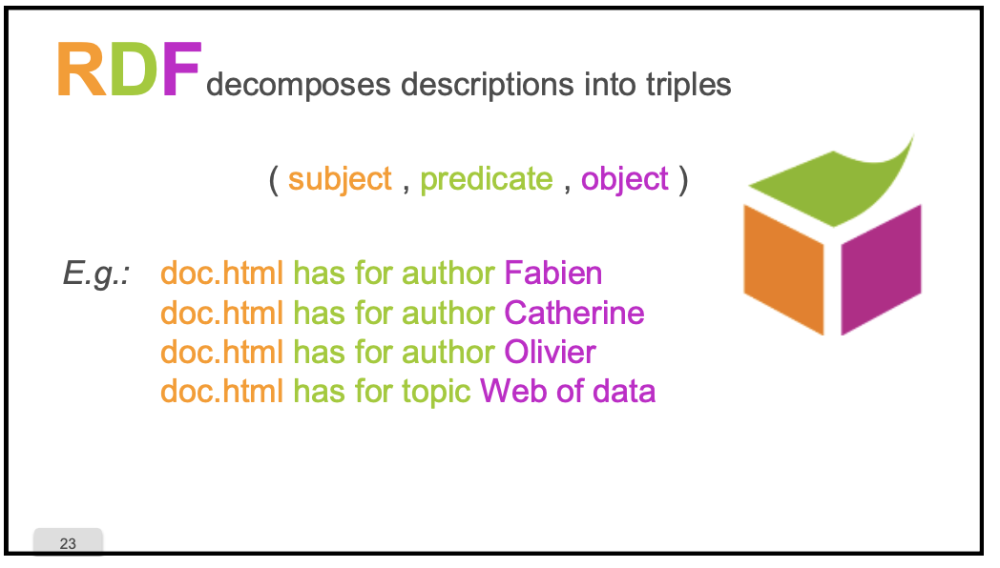 RDF decomposes descriptions into triples
( subject , predicate , object )
E.g.: doc.html has for author Fabien
doc.html has for author Catherine
doc.html has for author Olivier
doc.html has for topic Web of data
23